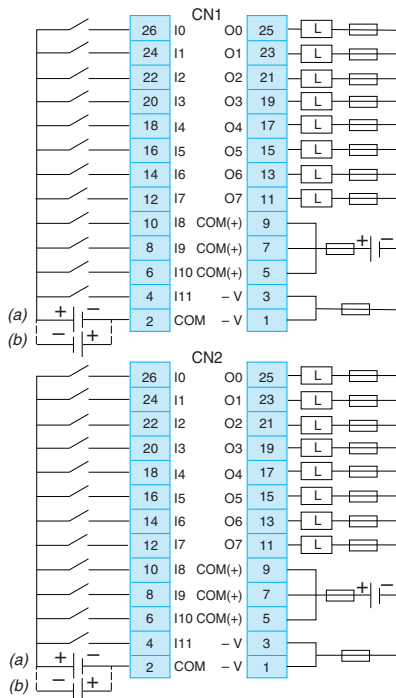 CN1
26 I0 O0 25 L
24 I1 O1 23 L
22 I2 O2 21 L
20 I3 O3 19 L
18 I4 O4 17 L
16 I5 O5 15 L
14 I6 O6 13 L
12 I7 O7 11 L
10 I8 COM(+) 9
8 I9 COM(+) 7 + −
6 I10 COM(+) 5
4 I11 – V 3
(a) + − 2 COM – V 1
(b) − +
CN2
26 I0 O0 25 L
24 I1 O1 23 L
22 I2 O2 21 L
20 I3 O3 19 L
18 I4 O4 17 L
16 I5 O5 15 L
14 I6 O6 13 L
12 I7 O7 11 L
10 I8 COM(+) 9
8 I9 COM(+) 7 + −
6 I10 COM(+) 5
4 I11 – V 3
(a) + − 2 COM – V 1
(b) − +